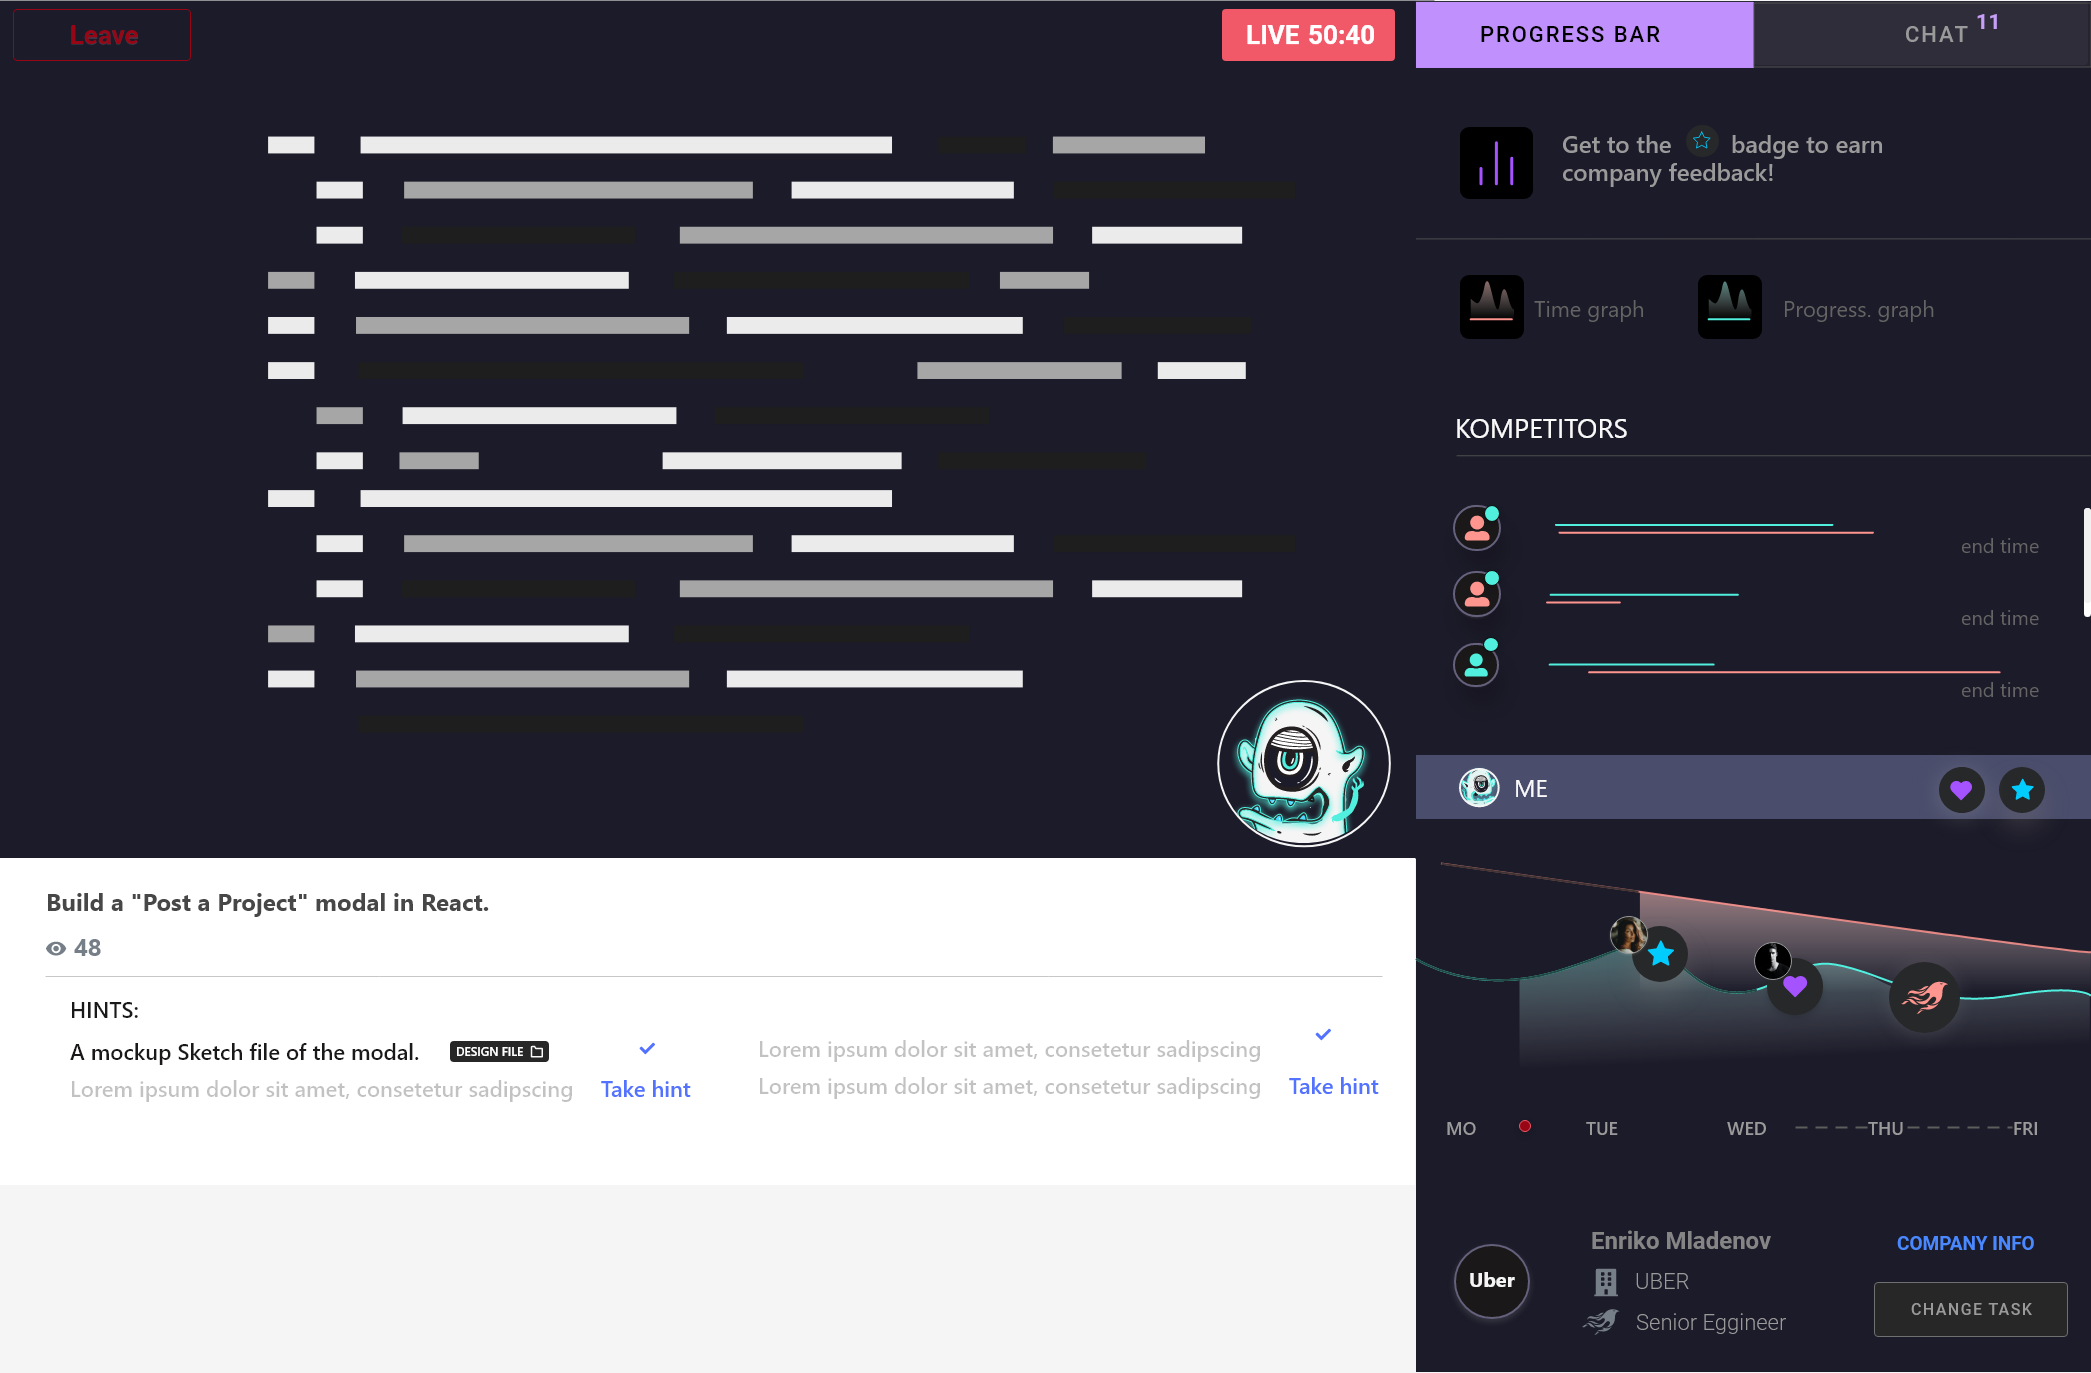 Leave
LIVE 50:40
PROGRESS BAR
CHAT 11
Get to the badge to earn
company feedback!
Time graph
Progress. graph
KOMPETITORS
end time
end time
end time
ME
Build a "Post a Project" modal in React.
48
HINTS:
A mockup Sketch file of the modal.
DESIGN FILE
Lorem ipsum dolor sit amet, consetetur sadipscing
Take hint
Lorem ipsum dolor sit amet, consetetur sadipscing
Lorem ipsum dolor sit amet, consetetur sadipscing
Take hint
MO TUE WED THU FRI
Uber
Enriko Mladenov
UBER
Senior Eggineer
COMPANY INFO
CHANGE TASK